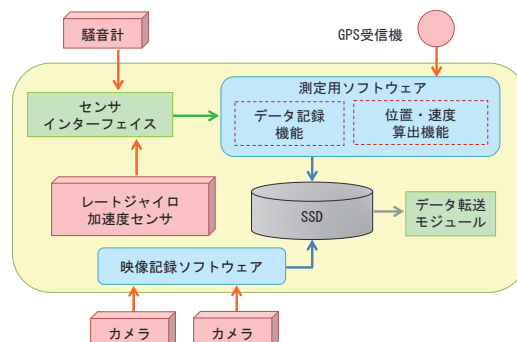 騒音計
GPS受信機
測定用ソフトウェア
センサ
インターフェイス
データ記録
機能
位置・速度
算出機能
レートジャイロ
加速度センサ
SSD
データ転送
モジュール
映像記録ソフトウェア
カメラ
カメラ